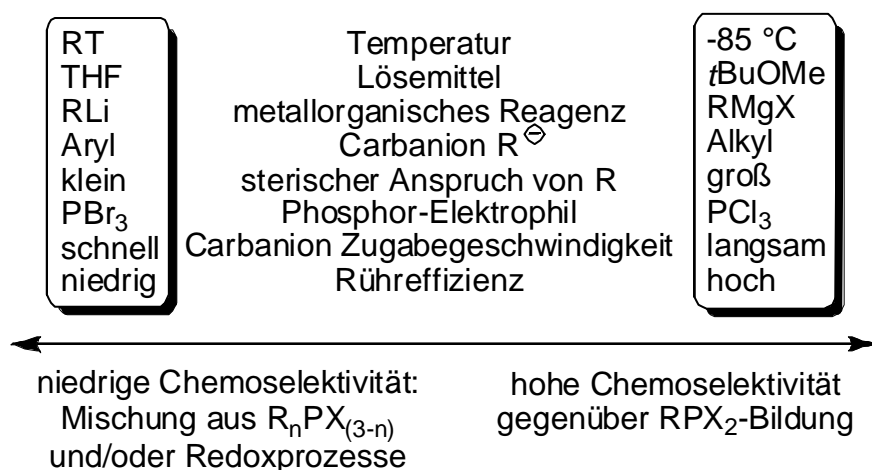 RT Temperatur -85 °C
THF Lösemittel tBuOMe
RLi metallorganisches Reagenz RMgX
Aryl Carbanion R⊖ Alkyl
klein sterischer Anspruch von R groß
PBr3 Phosphor-Elektrophil PCl3
schnell Carbanion Zugabegeschwindigkeit langsam
niedrig Rühreffizienz hoch
niedrige Chemoselektivität: hohe Chemoselektivität
Mischung aus RnPX(3-n) gegenüber RPX2-Bildung
und/oder Redoxprozesse